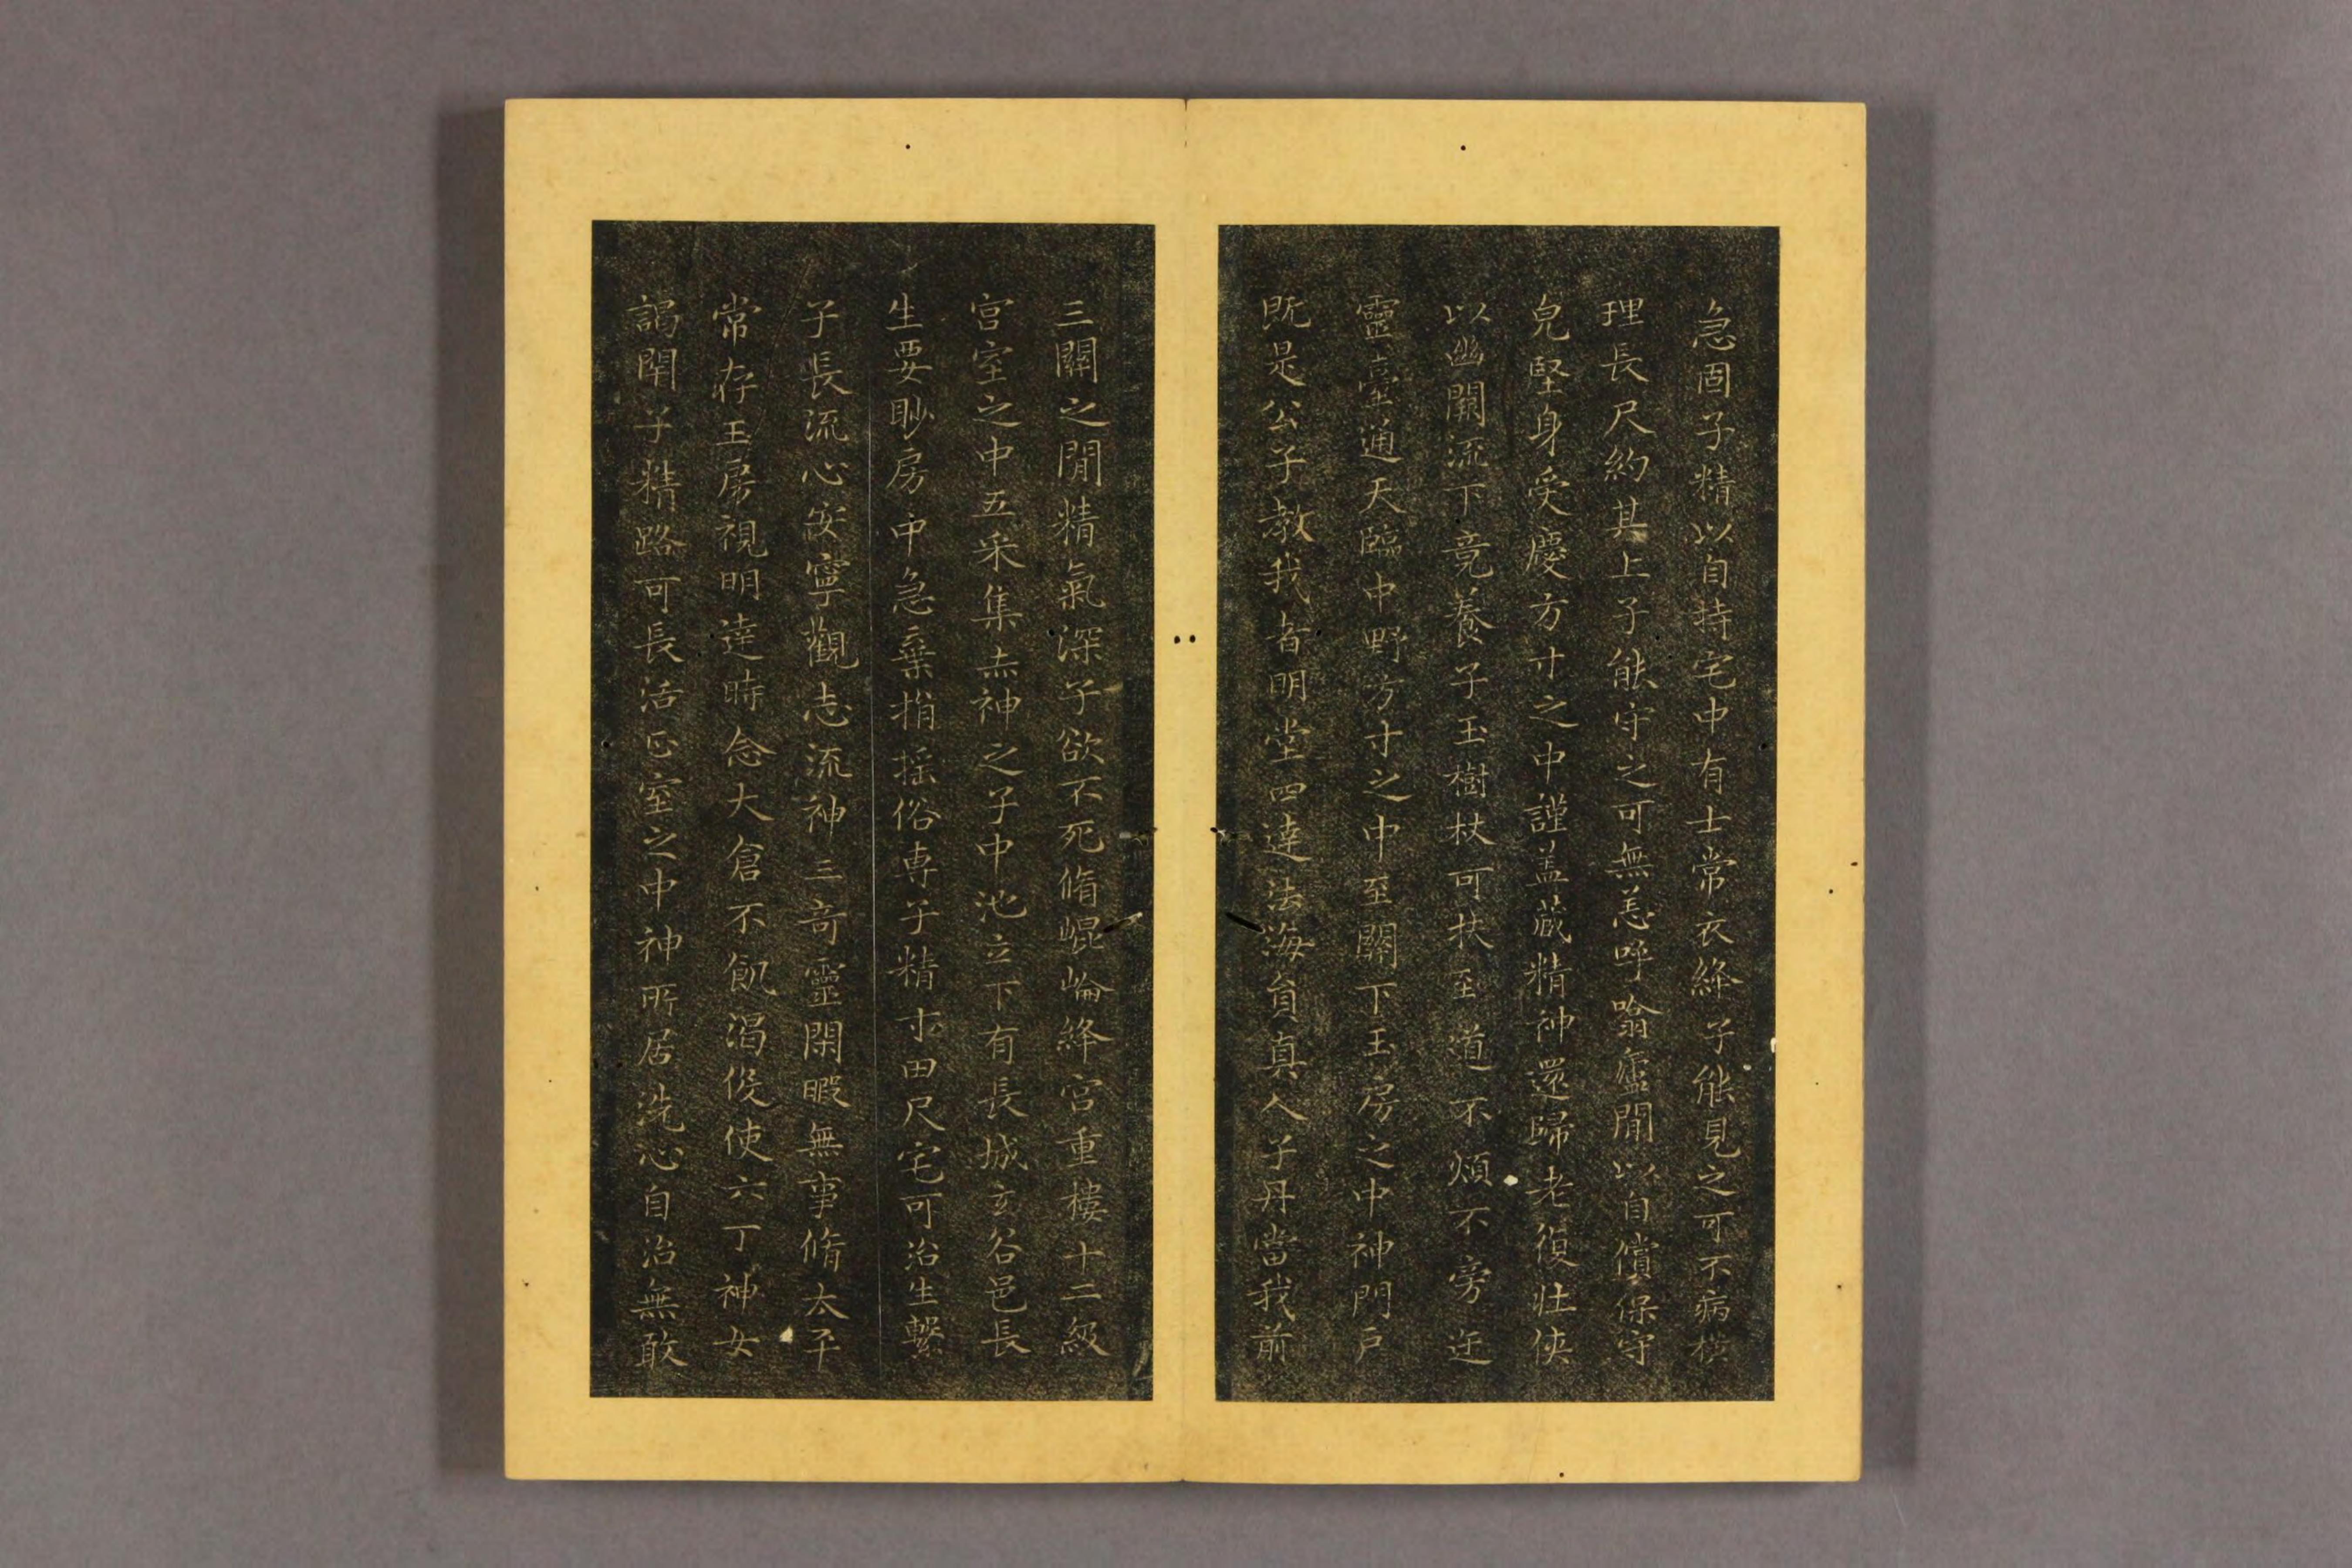 急固子精以自持宅中有士常衣絳子能見之可不病橫
理長尺約其上子能守之可無恙呼噏廬間以自償保守
皃堅身受慶方寸之中謹盖藏精神還歸老復壯俠
以幽闕流下竟養子玉樹杖可扶至道不煩不旁迕
靈臺通天臨中野方寸之中至關下玉房之中神門戶
既是公子教我者明堂四達法海負真人子丹當我前
三關之間精氣深子欲不死脩崐崘絳宮重樓十二級
宮室之中五采集赤神之子中池立下有長城玄谷邑長
生要眇房中急棄捐揺俗専子精寸田尺宅可治生繫
子長流心安寧觀志流神三奇靈閑暇無事脩太平
常存玉房視明達時念大倉不飢渴役使六丁神女
謁閇子精路可長活正室之中神所居洗心自治無敢